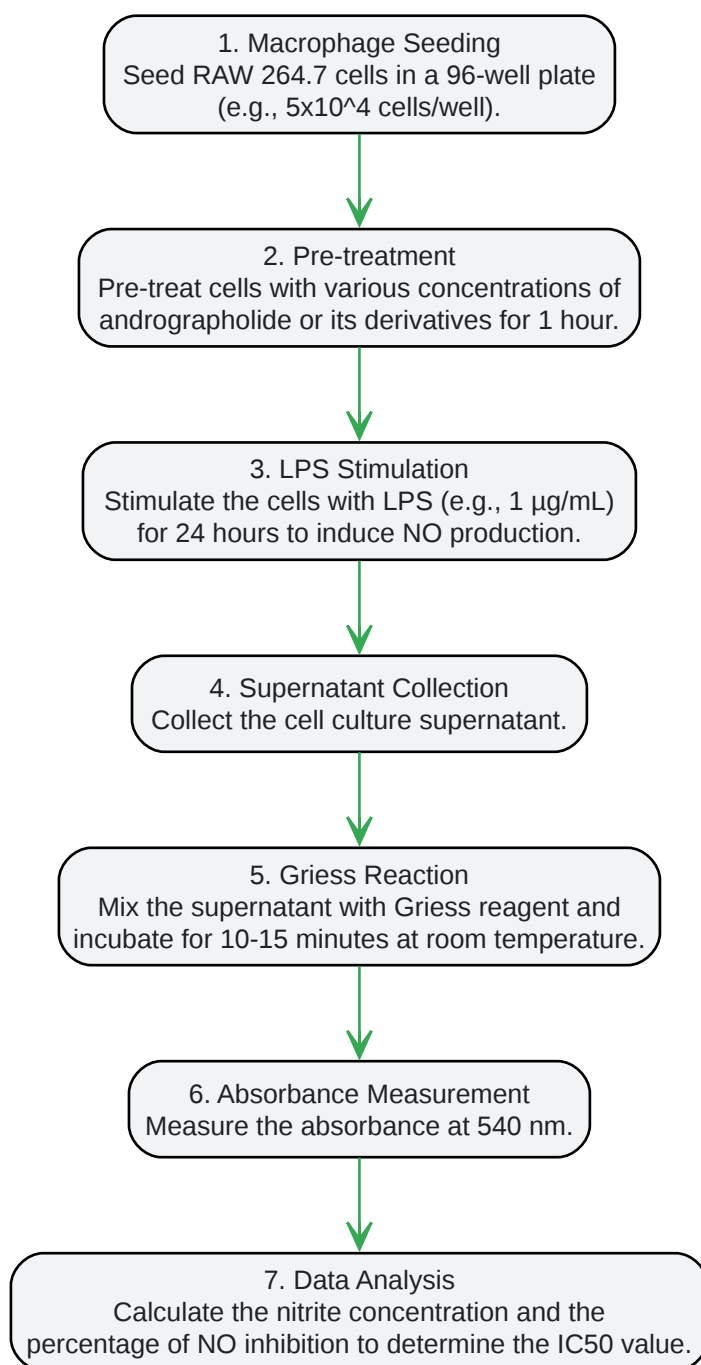 1. Macrophage Seeding
Seed RAW 264.7 cells in a 96-well plate
(e.g., 5x10^4 cells/well).
2. Pre-treatment
Pre-treat cells with various concentrations of
andrographolide or its derivatives for 1 hour.
3. LPS Stimulation
Stimulate the cells with LPS (e.g., 1 µg/mL)
for 24 hours to induce NO production.
4. Supernatant Collection
Collect the cell culture supernatant.
5. Griess Reaction
Mix the supernatant with Griess reagent and
incubate for 10-15 minutes at room temperature.
6. Absorbance Measurement
Measure the absorbance at 540 nm.
7. Data Analysis
Calculate the nitrite concentration and the
percentage of NO inhibition to determine the IC50 value.